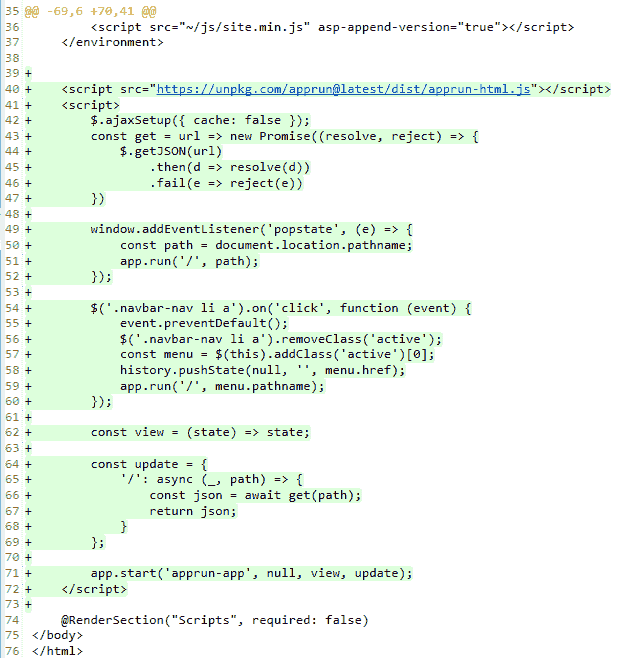 35 @@ -69,6 +70,41 @@
36         <script src="~/js/site.min.js" asp-append-version="true"></script>
37     </environment>
38
39 +
40 +    <script src="https://unpkg.com/apprun@latest/dist/apprun-html.js"></script>
41 +    <script>
42 +        $.ajaxSetup({ cache: false });
43 +        const get = url => new Promise((resolve, reject) => {
44 +            $.getJSON(url)
45 +                .then(d => resolve(d))
46 +                .fail(e => reject(e))
47 +        })
48 +
49 +        window.addEventListener('popstate', (e) => {
50 +            const path = document.location.pathname;
51 +            app.run('/', path);
52 +        });
53 +
54 +        $('.navbar-nav li a').on('click', function (event) {
55 +            event.preventDefault();
56 +            $('.navbar-nav li a').removeClass('active');
57 +            const menu = $(this).addClass('active')[0];
58 +            history.pushState(null, '', menu.href);
59 +            app.run('/', menu.pathname);
60 +        });
61 +
62 +        const view = (state) => state;
63 +
64 +        const update = {
65 +            '/': async (_, path) => {
66 +                const json = await get(path);
67 +                return json;
68 +            }
69 +        };
70 +
71 +        app.start('apprun-app', null, view, update);
72 +    </script>
73 +
74     @RenderSection("Scripts", required: false)
75 </body>
76 </html>